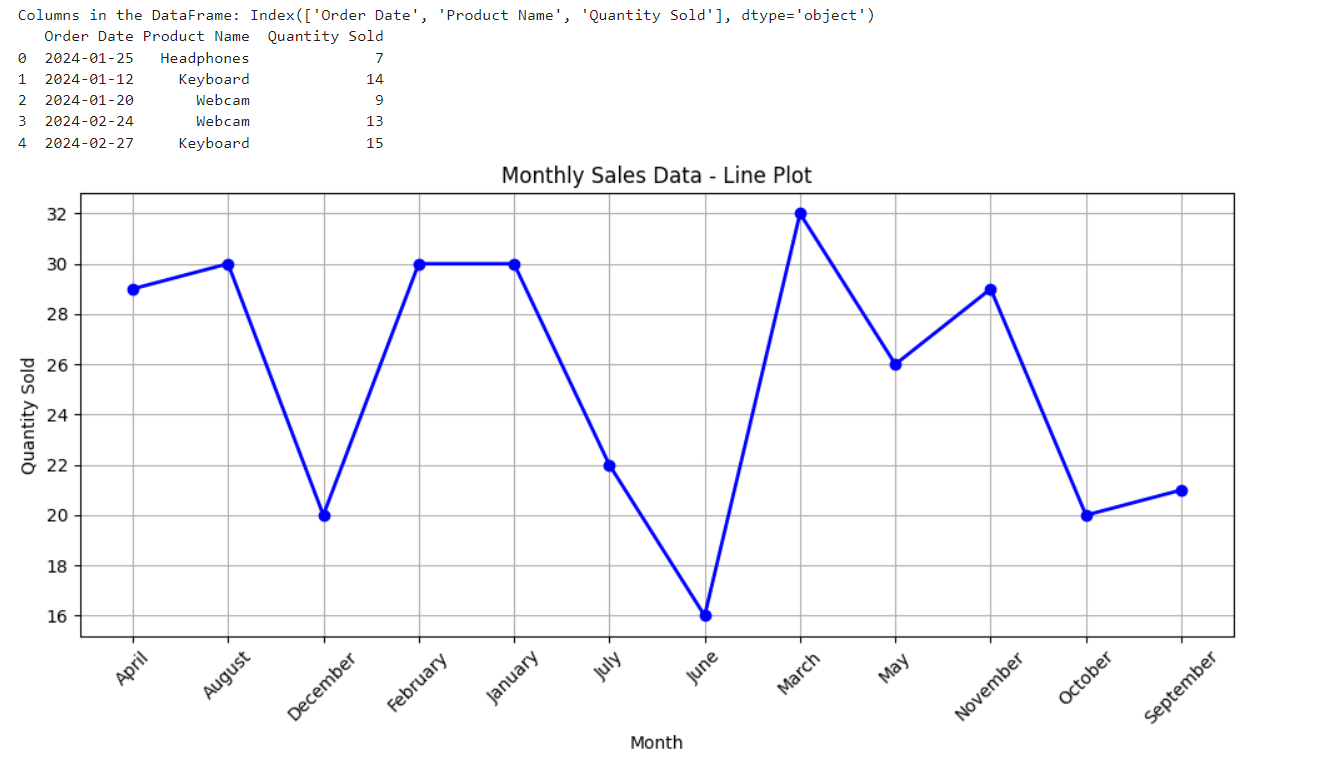 Columns in the DataFrame: Index(['Order Date', 'Product Name', 'Quantity Sold'], dtype='object')
Order Date Product Name Quantity Sold
0 2024-01-25 Headphones 7
1 2024-01-12 Keyboard 14
2 2024-01-20 Webcam 9
3 2024-02-24 Webcam 13
4 2024-02-27 Keyboard 15
Monthly Sales Data - Line Plot
32
30
28
26
24
22
20
18
16
Quantity Sold
April August December February January July June March May November October September
Month